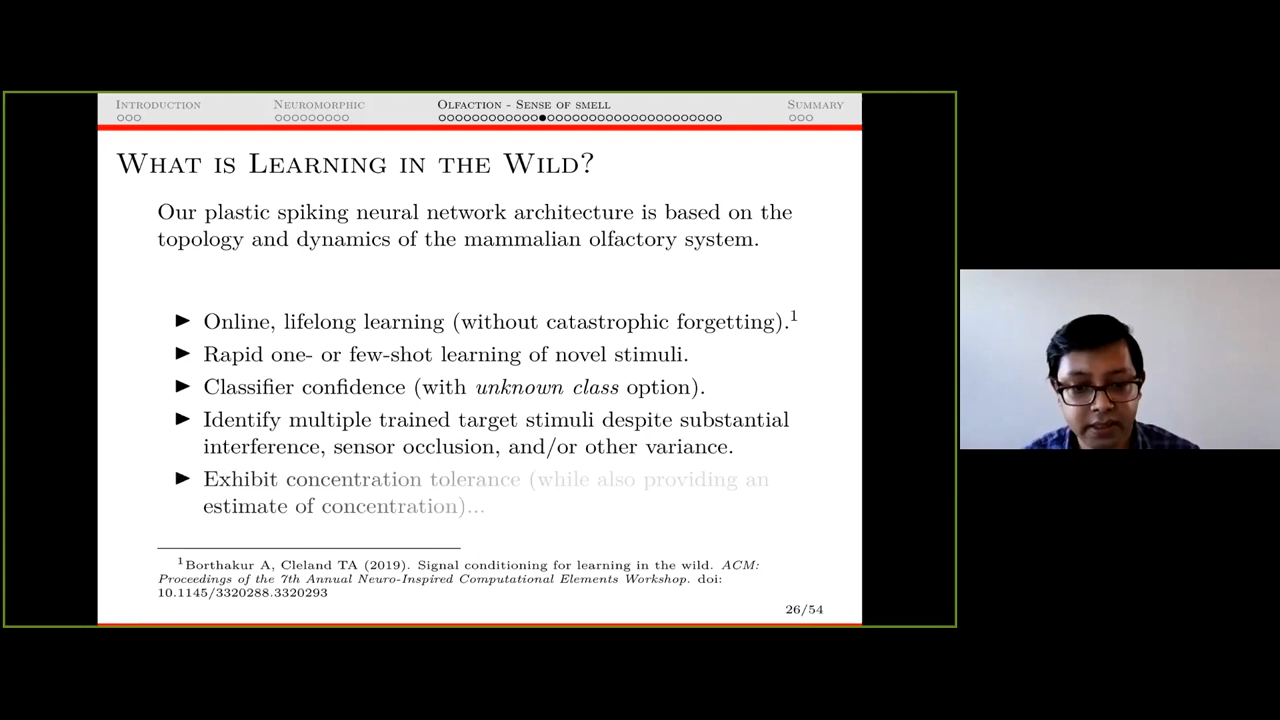 INTRODUCTION NEUROMORPHIC OLFACTION - SENSE OF SMELL SUMMARY
WHAT IS LEARNING IN THE WILD?
Our plastic spiking neural network architecture is based on the
topology and dynamics of the mammalian olfactory system.
▶ Online, lifelong learning (without catastrophic forgetting).¹
▶ Rapid one- or few-shot learning of novel stimuli.
▶ Classifier confidence (with unknown class option).
▶ Identify multiple trained target stimuli despite substantial
interference, sensor occlusion, and/or other variance.
▶ Exhibit concentration tolerance (while also providing an
estimate of concentration)...
¹Borthakur A, Cleland TA (2019). Signal conditioning for learning in the wild. ACM:
Proceedings of the 7th Annual Neuro-Inspired Computational Elements Workshop. doi:
10.1145/3320288.3320293
26/54